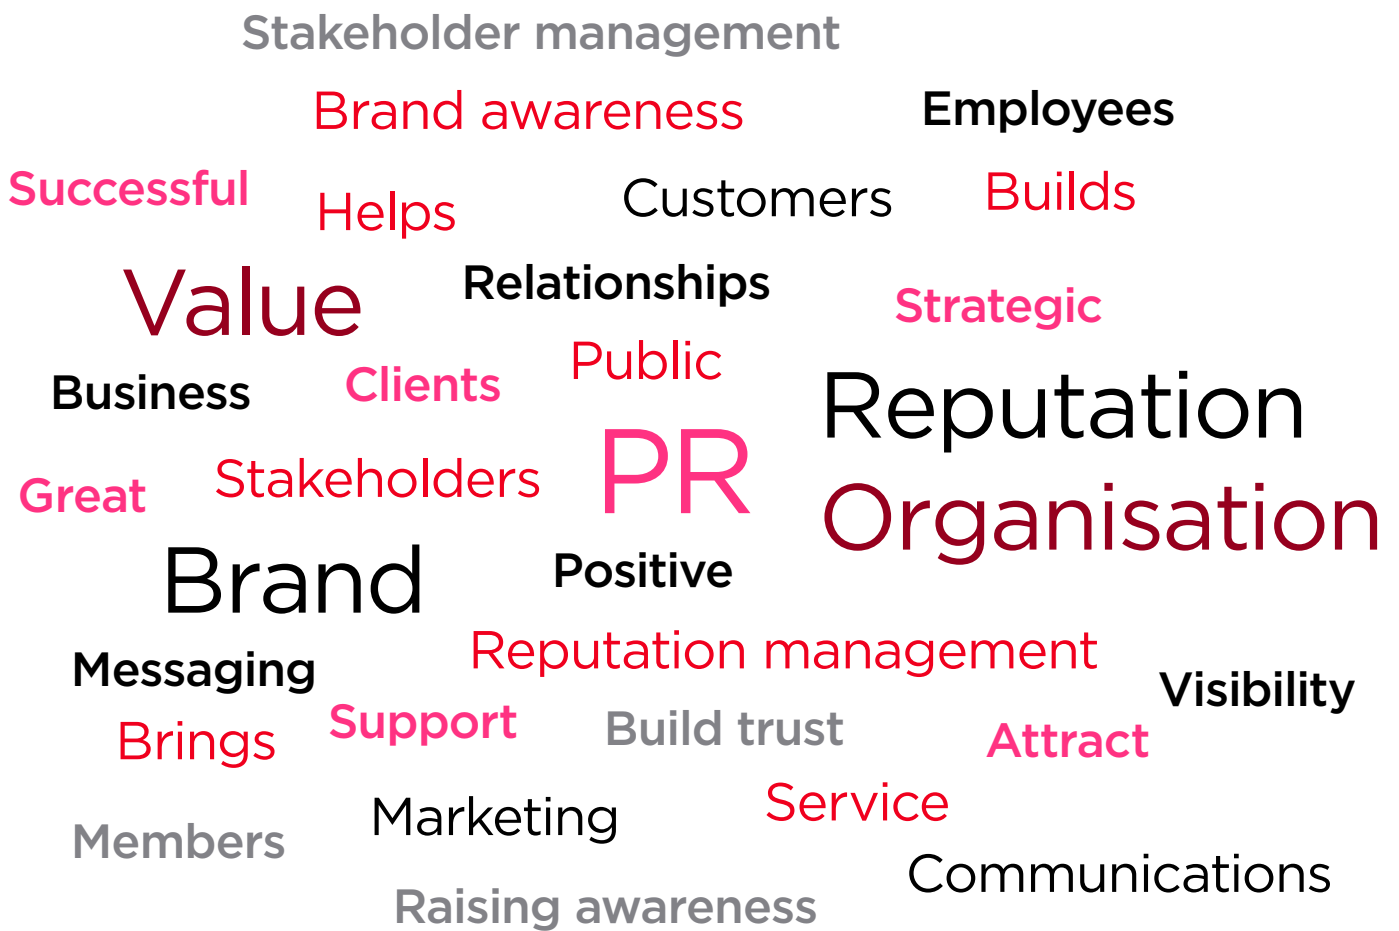 Stakeholder management
Brand awareness
Employees
Successful
Helps
Customers
Builds
Value
Relationships
Strategic
Business
Clients
Public
Reputation
Great
Stakeholders
PR
Organisation
Brand
Positive
Messaging
Reputation management
Visibility
Brings
Support
Build trust
Attract
Members
Marketing
Service
Communications
Raising awareness